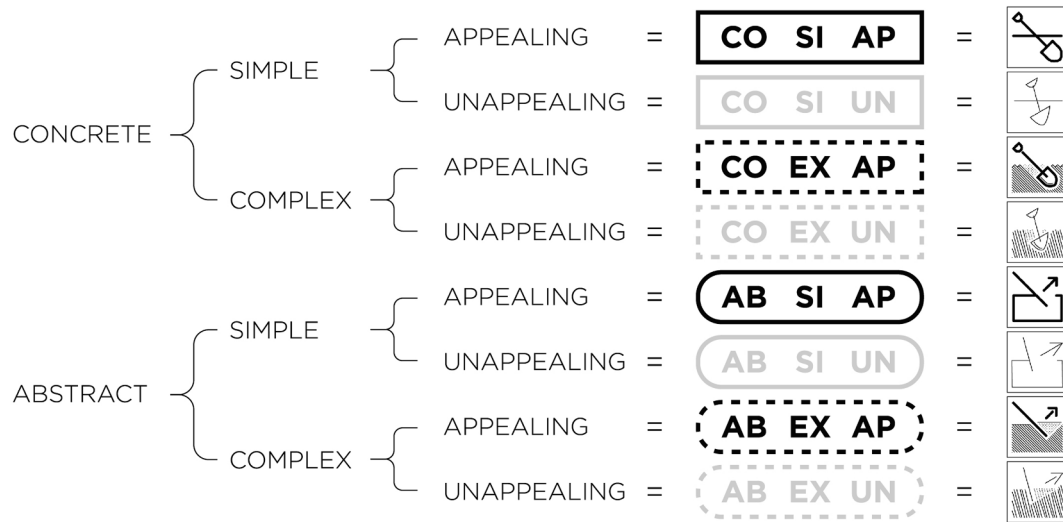 APPEALING = CO SI AP =
SIMPLE
UNAPPEALING = CO SI UN =
CONCRETE
APPEALING = CO EX AP =
COMPLEX
UNAPPEALING = CO EX UN =
APPEALING = AB SI AP =
SIMPLE
UNAPPEALING = AB SI UN =
ABSTRACT
APPEALING = AB EX AP =
COMPLEX
UNAPPEALING = AB EX UN =